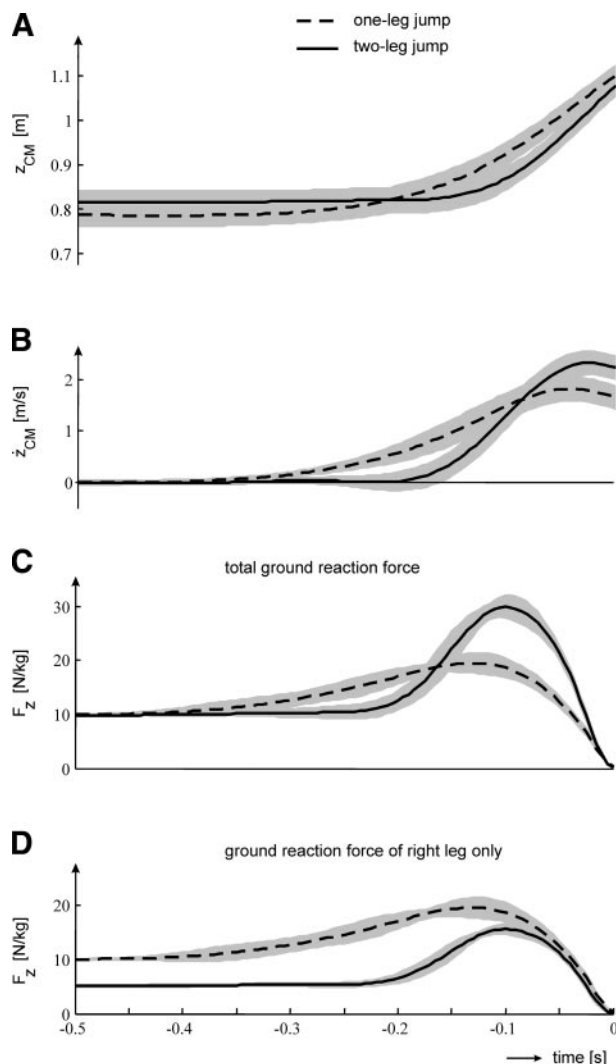 A
one-leg jump
two-leg jump
z_CM [m]
1.1
1
0.9
0.8
0.7
B
ż_CM [m/s]
2
1
0
C
total ground reaction force
F_z [N/kg]
30
20
10
0
D
ground reaction force of right leg only
F_z [N/kg]
20
10
0
-0.5
-0.4
-0.3
-0.2
-0.1
0
time [s]